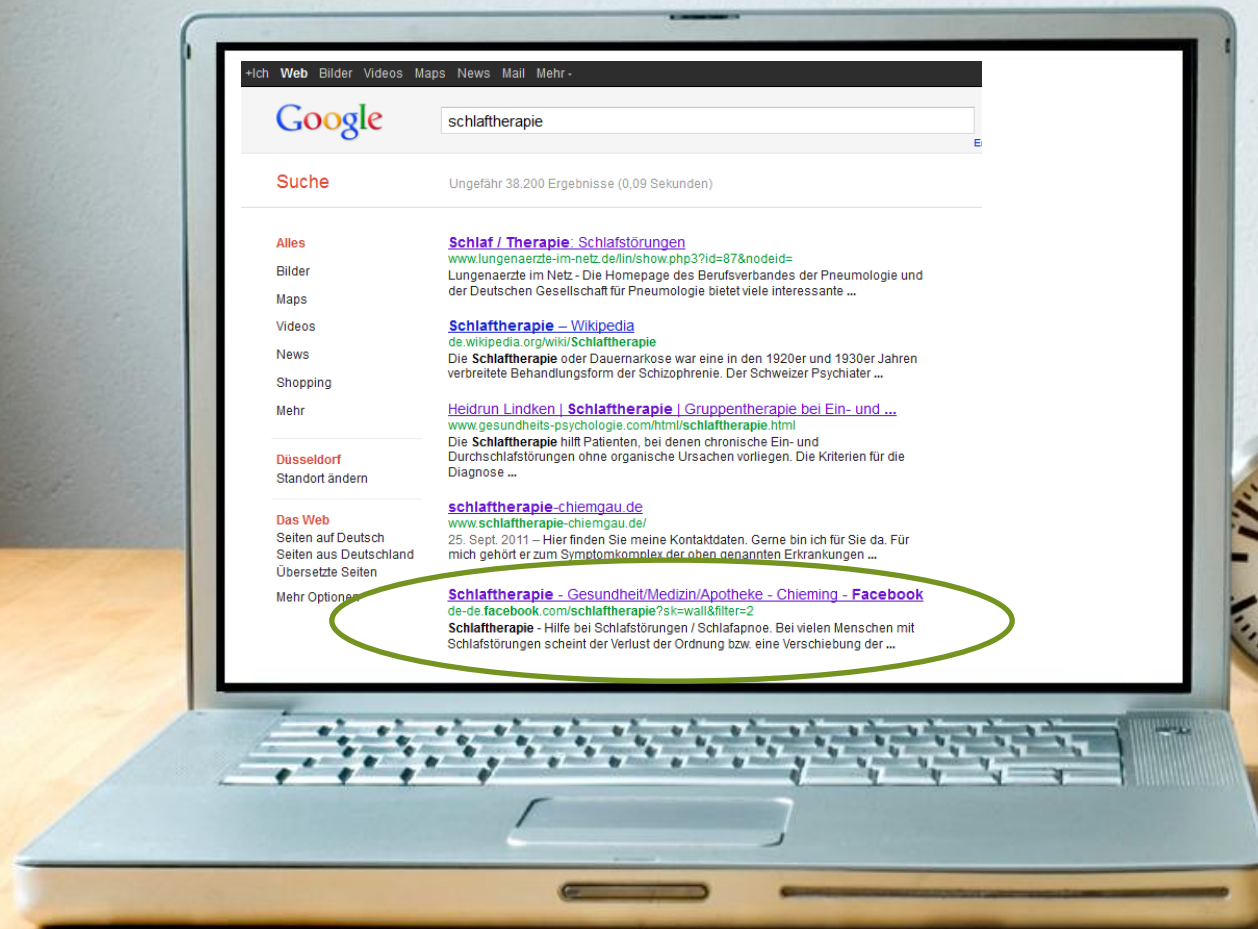 +Ich Web Bilder Videos Maps News Mail Mehr
Google
schlaftherapie
Suche
Ungefähr 38.200 Ergebnisse (0,09 Sekunden)
Alles
Bilder
Maps
Videos
News
Shopping
Mehr
Düsseldorf
Standort ändern
Das Web
Seiten auf Deutsch
Seiten aus Deutschland
Übersetzte Seiten
Mehr Optionen
Schlaf / Therapie: Schlafstörungen
www.lungenaerzte-im-netz.de/lin/show.php3?id=87&nodeid=
Lungenaerzte im Netz - Die Homepage des Berufsverbandes der Pneumologie und
der Deutschen Gesellschaft für Pneumologie bietet viele interessante ...
Schlaftherapie – Wikipedia
de.wikipedia.org/wiki/Schlaftherapie
Die Schlaftherapie oder Dauernarkose war eine in den 1920er und 1930er Jahren
verbreitete Behandlungsform der Schizophrenie. Der Schweizer Psychiater ...
Heidrun Lindken | Schlaftherapie | Gruppentherapie bei Ein- und ...
www.gesundheits-psychologie.com/html/schlaftherapie.html
Die Schlaftherapie hilft Patienten, bei denen chronische Ein- und
Durchschlafstörungen ohne organische Ursachen vorliegen. Die Kriterien für die
Diagnose ...
schlaftherapie-chiemgau.de
www.schlaftherapie-chiemgau.de/
25. Sept. 2011 – Hier finden Sie meine Kontaktdaten. Gerne bin ich für Sie da. Für
mich gehört er zum Symptomkomplex der oben genannten Erkrankungen ...
Schlaftherapie - Gesundheit/Medizin/Apotheke - Chieming - Facebook
de-de.facebook.com/schlaftherapie?sk=wall&filter=2
Schlaftherapie - Hilfe bei Schlafstörungen / Schlafapnoe. Bei vielen Menschen mit
Schlafstörungen scheint der Verlust der Ordnung bzw. eine Verschiebung der ...